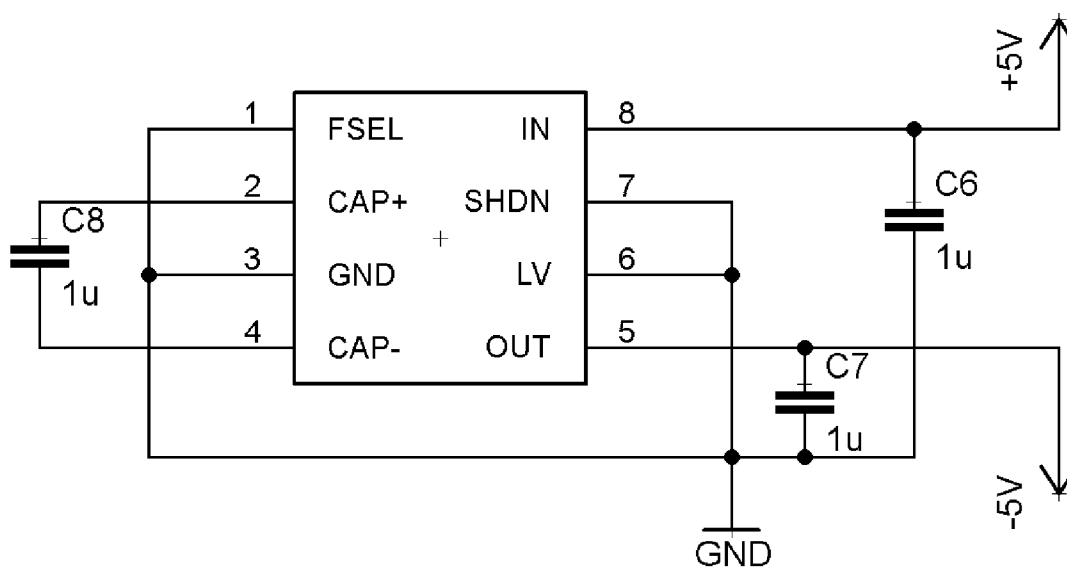 +5V
1 FSEL IN 8
2 CAP+ SHDN 7
C8
C6
1u
3 GND LV 6
1u
4 CAP- OUT 5
C7
1u
-5V
GND